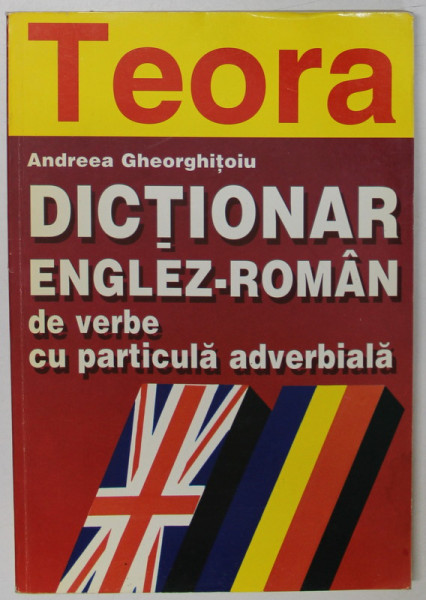 Teora
Andreea Gheorghițoiu
DICȚIONAR
ENGLEZ-ROMÂN
de verbe
cu particulă adverbială